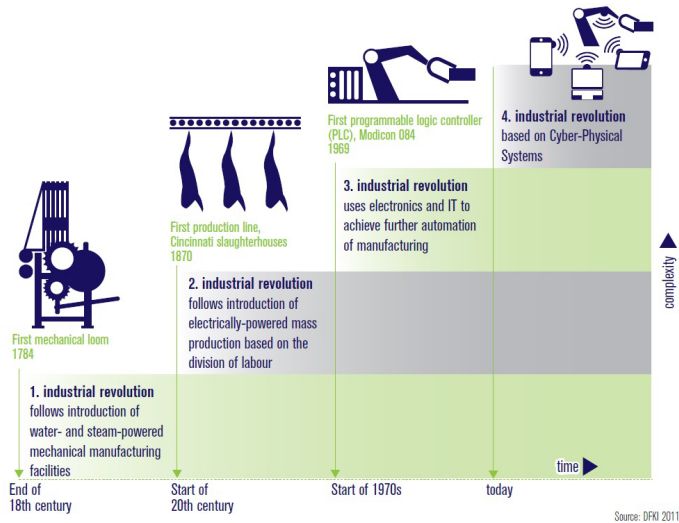 4. industrial revolution
based on Cyber-Physical
Systems
First programmable logic controller
(PLC), Modicon 084
1969
3. industrial revolution
uses electronics and IT to
achieve further automation
of manufacturing
First production line,
Cincinnati slaughterhouses
1870
2. industrial revolution
follows introduction of
electrically-powered mass
production based on the
division of labour
First mechanical loom
1784
1. industrial revolution
follows introduction of
water- and steam-powered
mechanical manufacturing
facilities
complexity
time
End of
18th century
Start of
20th century
Start of 1970s
today
Source: DFKI 2011